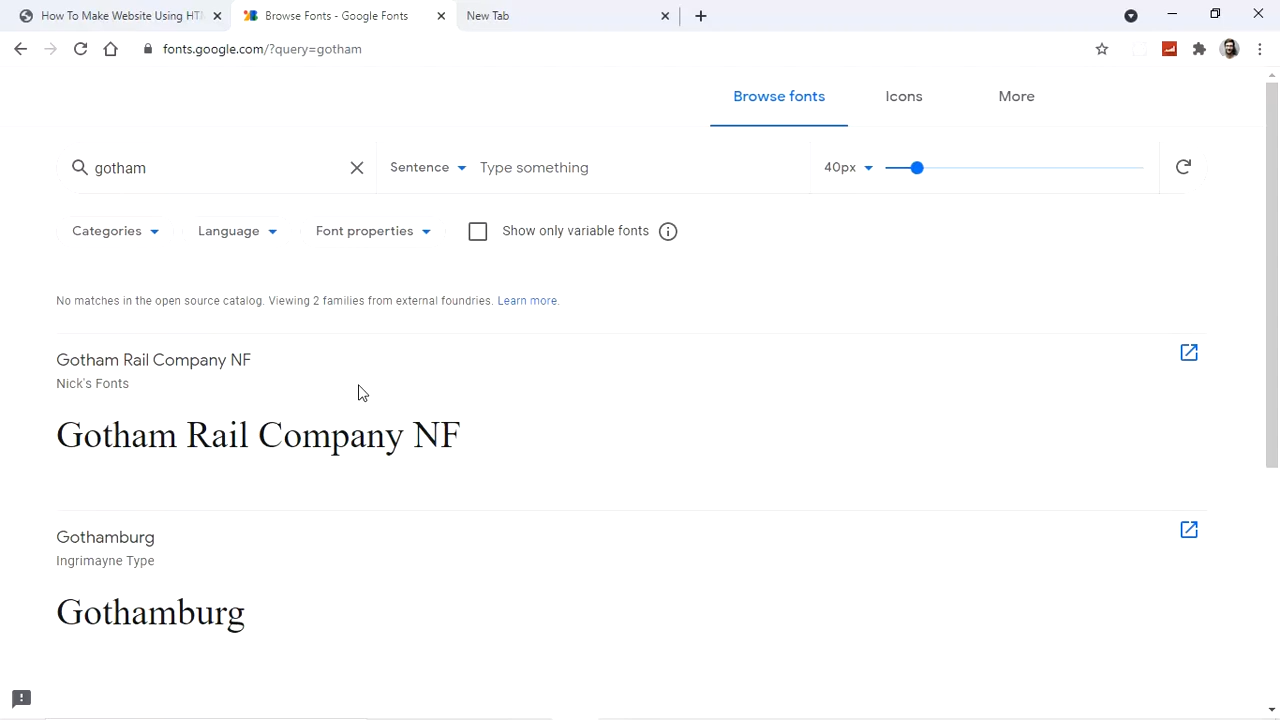 How To Make Website Using HTM
Browse Fonts - Google Fonts
New Tab
fonts.google.com/?query=gotham
Browse fonts
Icons
More
gotham
Sentence
Type something
40px
Categories
Language
Font properties
Show only variable fonts
No matches in the open source catalog. Viewing 2 families from external foundries. Learn more.
Gotham Rail Company NF
Nick's Fonts
Gotham Rail Company NF
Gothamburg
Ingrimayne Type
Gothamburg